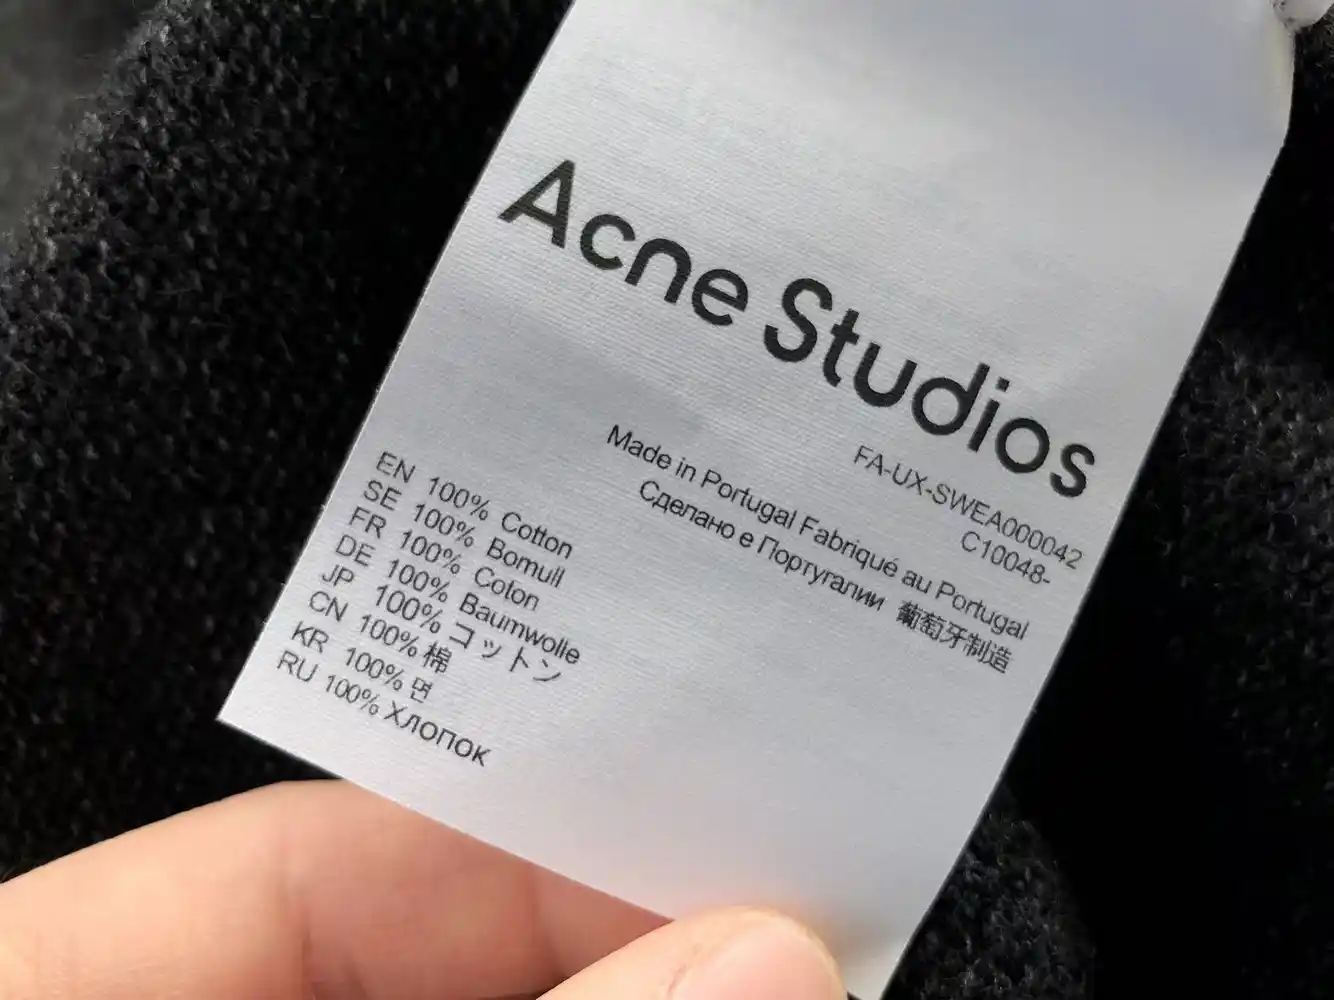 Acne Studios
FA-UX-SWEA000042
C10048-
Made in Portugal Fabriqué au Portugal
Сделано е Португалии 葡萄牙制造
EN 100% Cotton
SE 100% Bomull
FR 100% Coton
DE 100% Baumwolle
JP 100% コットン
CN 100% 棉
KR 100% 면
RU 100% Хлопок